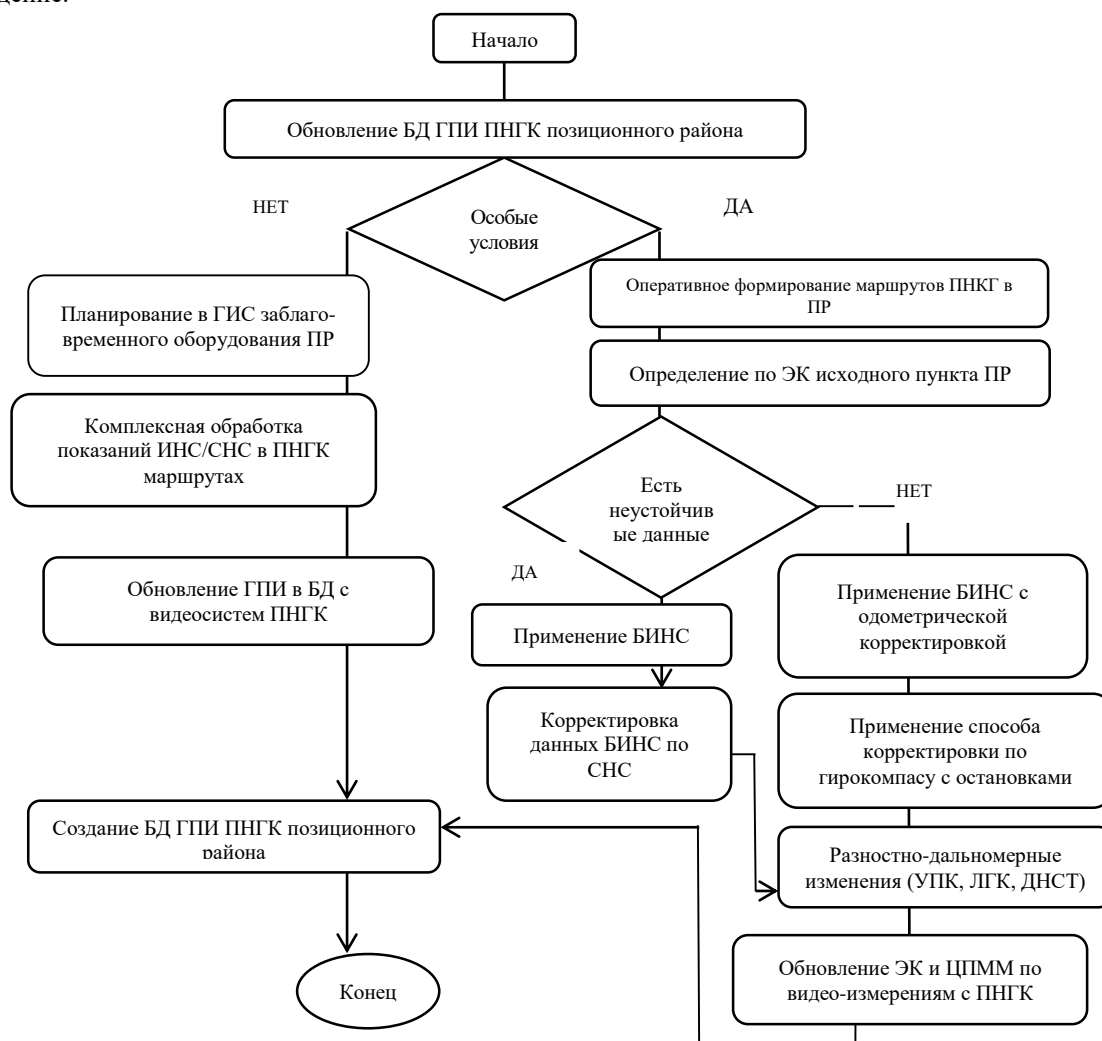 дение.
Начало
Обновление БД ГПИ ПНГК позиционного района
НЕТ
ДА
Особые
условия
Планирование в ГИС заблаго-
временного оборудования ПР
Оперативное формирование маршрутов ПНКГ в
ПР
Определение по ЭК исходного пункта ПР
Комплексная обработка
показаний ИНС/СНС в ПНГК
маршрутах
Есть
неустойчив
ые данные
НЕТ
ДА
Обновление ГПИ в БД с
видеосистем ПНГК
Применение БИНС
Применение БИНС с
одометрической
корректировкой
Корректировка
данных БИНС по
СНС
Применение способа
корректировки по
гирокомпасу с остановками
Создание БД ГПИ ПНГК позиционного
района
Разностно-дальномерные
изменения (УПК, ЛГК, ДНСТ)
Обновление ЭК и ЦПММ по
видео-измерениям с ПНГК
Конец